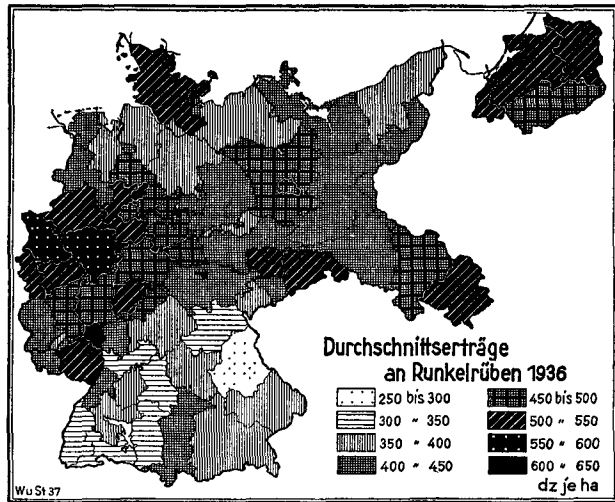 Durchschnittserträge
an Runkelrüben 1936
250 bis 300
300 " 350
350 " 400
400 " 450
450 bis 500
500 " 550
550 " 600
600 " 650
dz je ha
Wu St 37